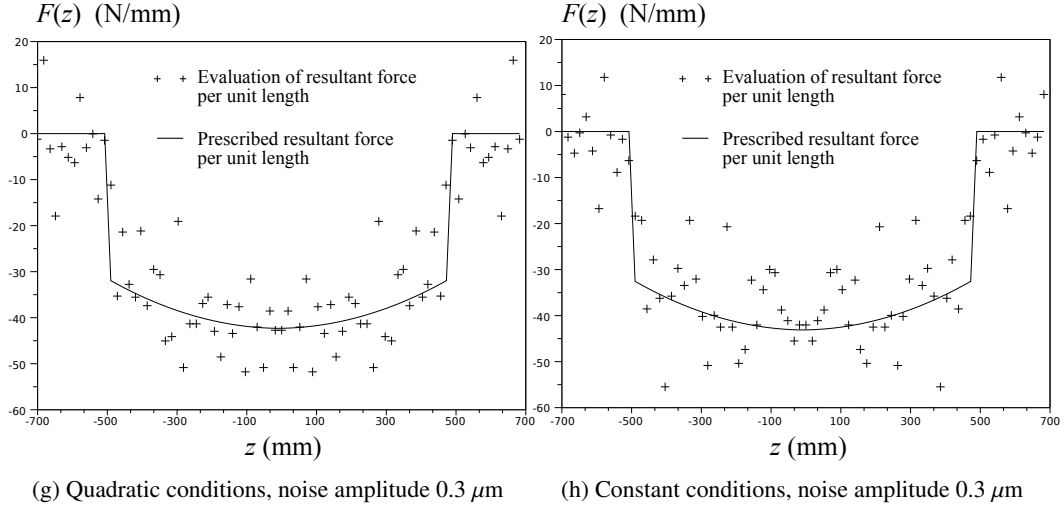 F(z) (N/mm)
20
10
0
-10
-20
-30
-40
-50
-60
-700
-500
-300
-100
100
300
500
700
Evaluation of resultant force
per unit length
Prescribed resultant force
per unit length
z (mm)
(g) Quadratic conditions, noise amplitude 0.3 μm
F(z) (N/mm)
20
10
0
-10
-20
-30
-40
-50
-60
-700
-500
-300
-100
100
300
500
700
Evaluation of resultant force
per unit length
Prescribed resultant force
per unit length
z (mm)
(h) Constant conditions, noise amplitude 0.3 μm